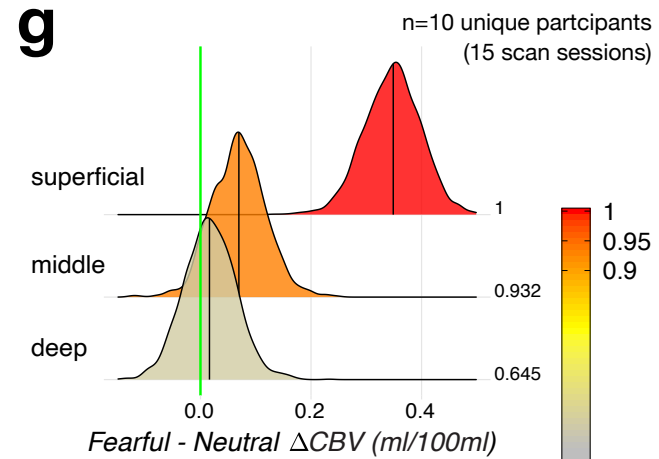 g
n=10 unique partcipants
(15 scan sessions)
superficial
1
middle
0.932
deep
0.645
0.0
0.2
0.4
Fearful - Neutral ΔCBV (ml/100ml)
1
0.95
0.9